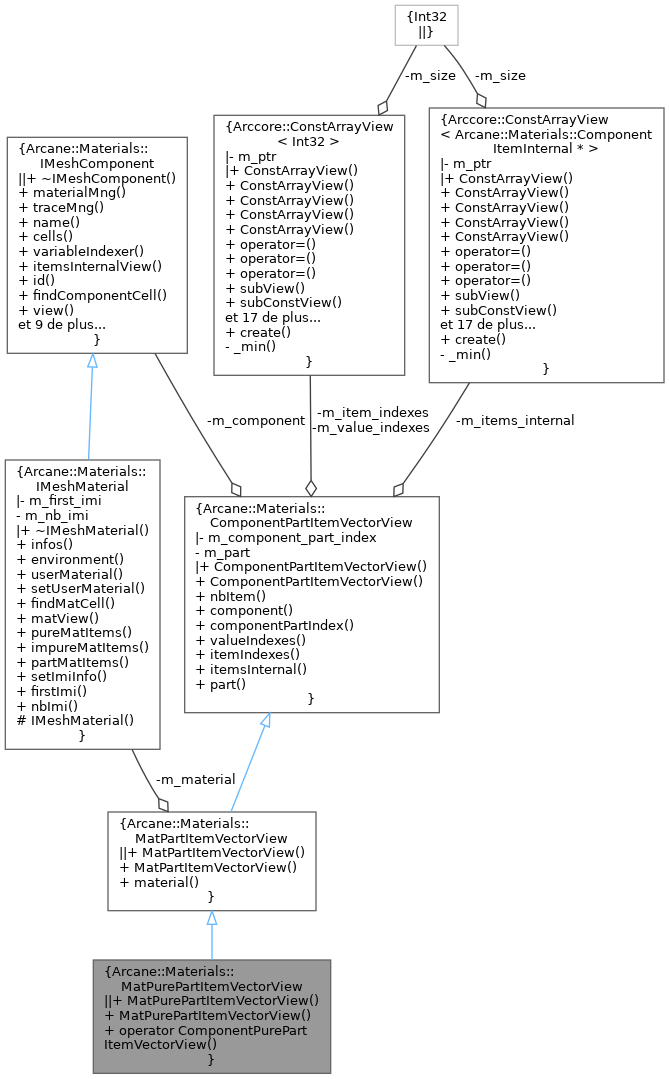 {Int32
||}
-m_size
-m_size
{Arccore::ConstArrayView
< Int32 >
|- m_ptr
|+ ConstArrayView()
+ ConstArrayView()
+ ConstArrayView()
+ ConstArrayView()
+ ConstArrayView()
+ operator=()
+ operator=()
+ operator=()
+ subView()
+ subConstView()
et 17 de plus...
+ create()
- _min()
}
{Arccore::ConstArrayView
< Arcane::Materials::Component
ItemInternal * >
|- m_ptr
|+ ConstArrayView()
+ ConstArrayView()
+ ConstArrayView()
+ ConstArrayView()
+ ConstArrayView()
+ operator=()
+ operator=()
+ operator=()
+ subView()
+ subConstView()
et 17 de plus...
+ create()
- _min()
}
{Arcane::Materials::
IMeshComponent
||+ ~IMeshComponent()
+ materialMng()
+ traceMng()
+ name()
+ cells()
+ variableIndexer()
+ itemsInternalView()
+ id()
+ findComponentCell()
+ view()
et 9 de plus...
}
-m_component
-m_item_indexes
-m_value_indexes
-m_items_internal
{Arcane::Materials::
IMeshMaterial
|- m_first_imi
- m_nb_imi
|+ ~IMeshMaterial()
+ infos()
+ environment()
+ userMaterial()
+ setUserMaterial()
+ findMatCell()
+ matView()
+ pureMatItems()
+ impureMatItems()
+ partMatItems()
+ setImiInfo()
+ firstImi()
+ nbImi()
# IMeshMaterial()
}
{Arcane::Materials::
ComponentPartItemVectorView
|- m_component_part_index
- m_part
|+ ComponentPartItemVectorView()
+ ComponentPartItemVectorView()
+ nbItem()
+ component()
+ componentPartIndex()
+ valueIndexes()
+ itemIndexes()
+ itemsInternal()
+ part()
}
-m_material
{Arcane::Materials::
MatPartItemVectorView
||+ MatPartItemVectorView()
+ MatPartItemVectorView()
+ material()
}
{Arcane::Materials::
MatPurePartItemVectorView
||+ MatPurePartItemVectorView()
+ MatPurePartItemVectorView()
+ operator ComponentPurePart
ItemVectorView()
}